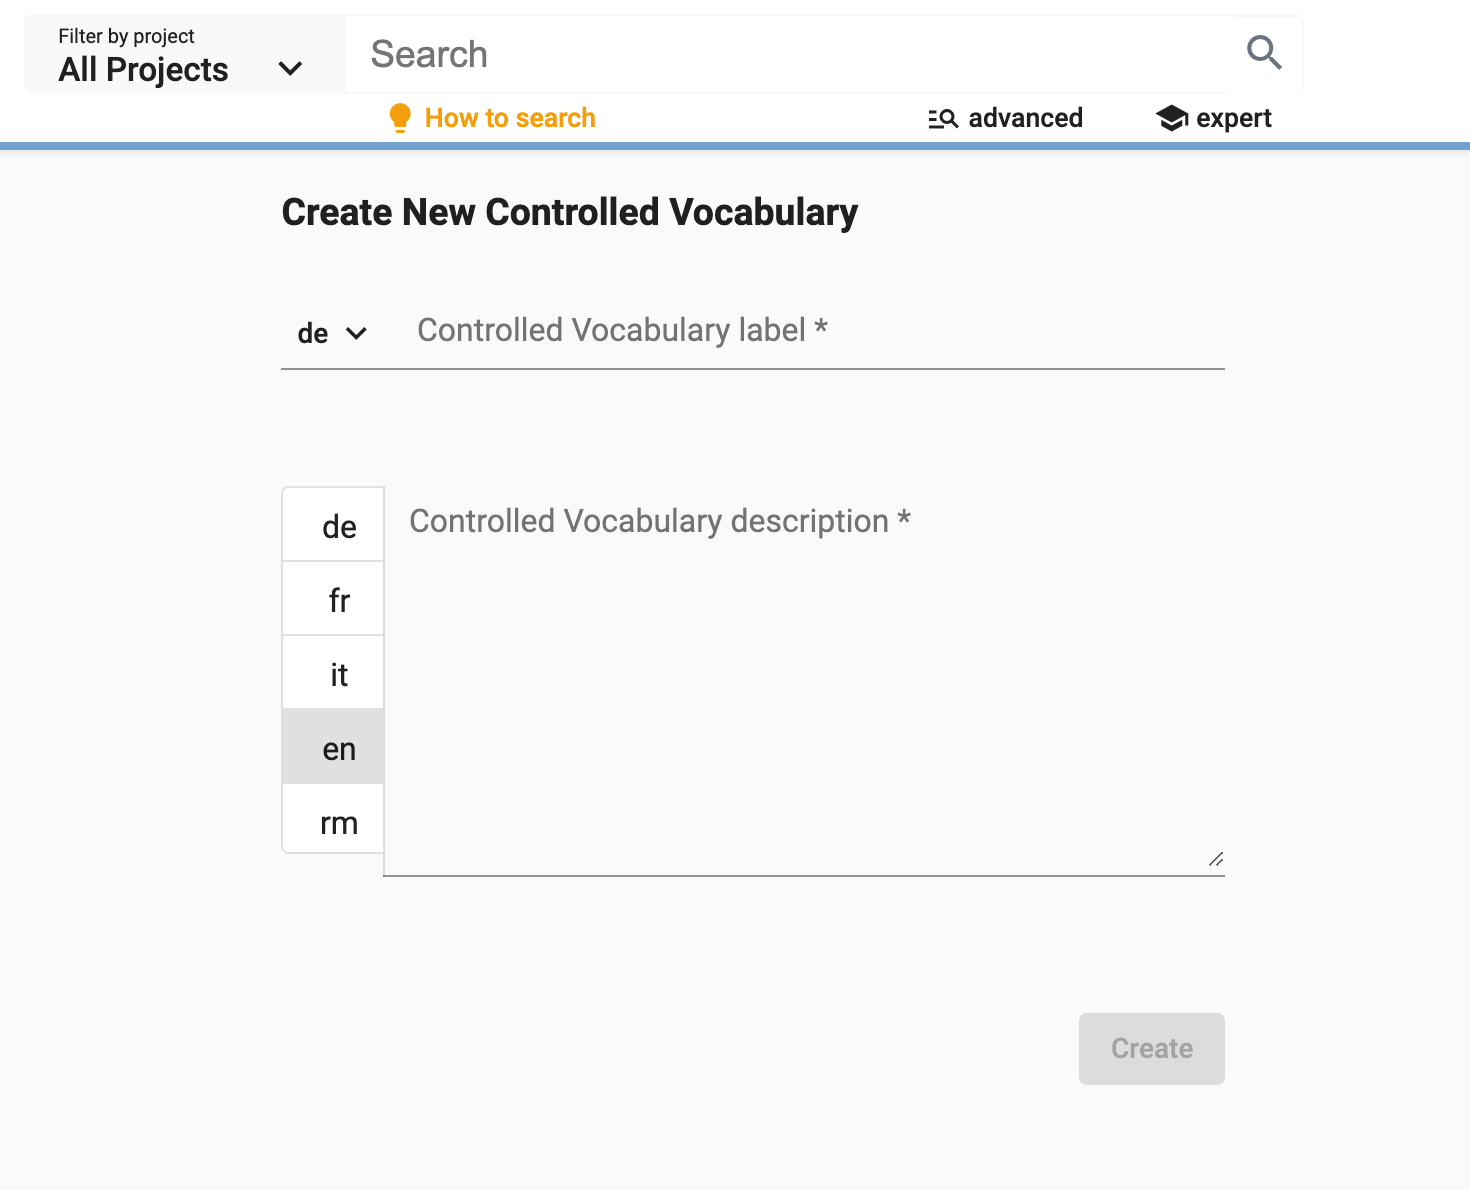 Filter by project
All Projects
Search
How to search
advanced
expert
Create New Controlled Vocabulary
de
Controlled Vocabulary label *
de
Controlled Vocabulary description *
fr
it
en
rm
Create